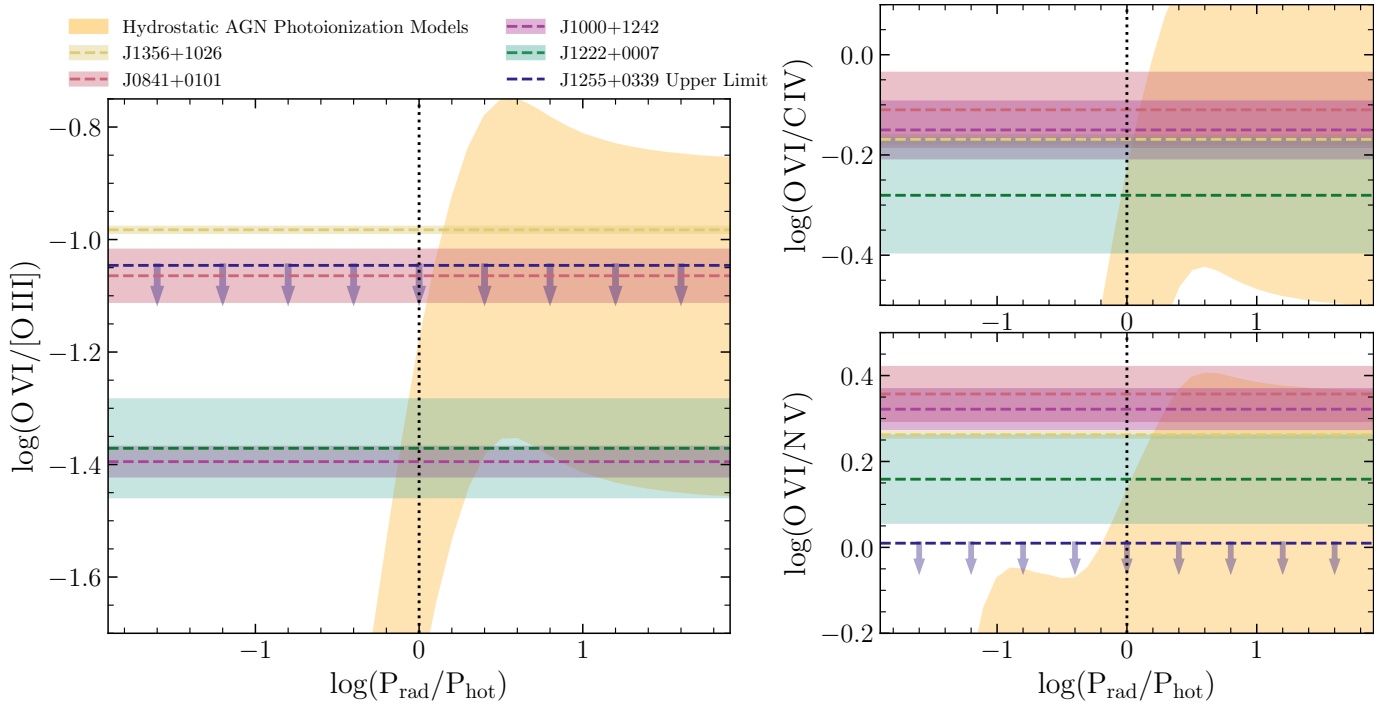 Hydrostatic AGN Photoionization Models
J1356+1026
J0841+0101
J1000+1242
J1222+0007
J1255+0339 Upper Limit
log(O VI/[O III])
−0.8
−1.0
−1.2
−1.4
−1.6
−1
0
1
log(P_rad/P_hot)
log(O VI/C IV)
0.0
−0.2
−0.4
−1
0
1
log(O VI/N V)
0.4
0.2
0.0
−0.2
−1
0
1
log(P_rad/P_hot)